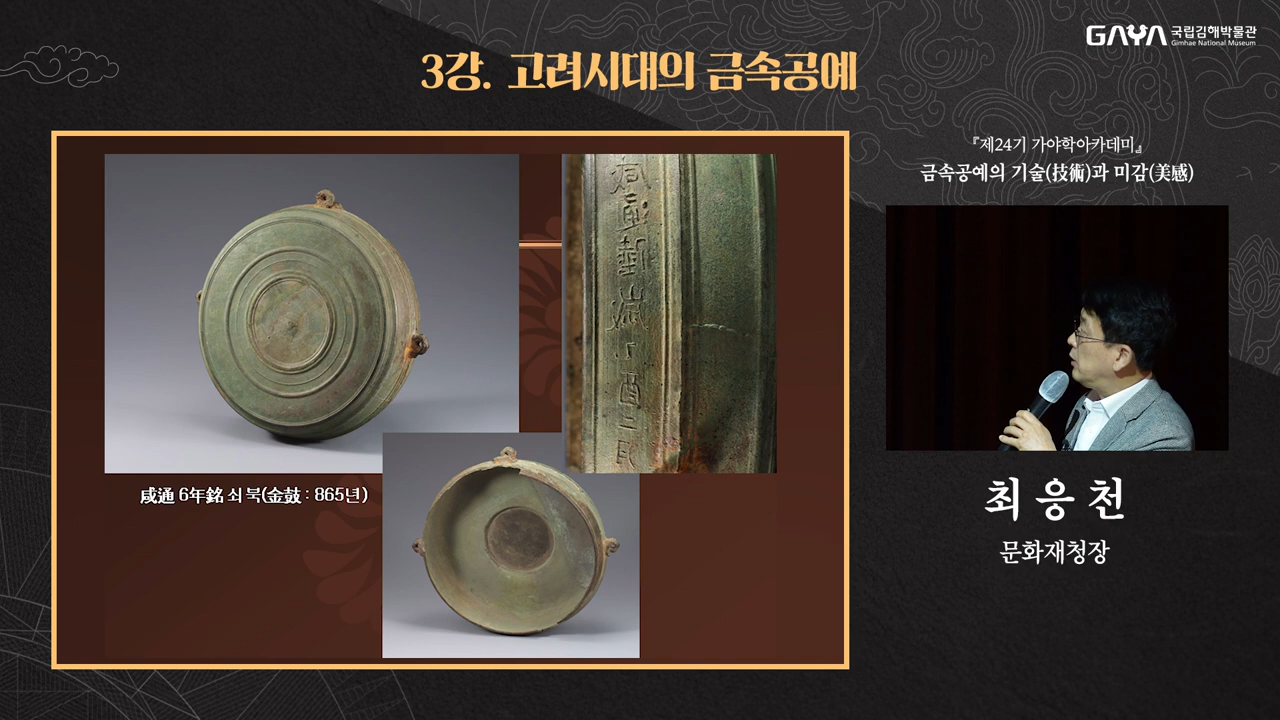 GAYA 국립김해박물관
Gimhae National Museum
3강. 고려시대의 금속공예
『제24기 가야학아카데미』
금속공예의 기술(技術)과 미감(美感)
咸通 6年銘 쇠북(金鼓 : 865년)
최응천
문화재청장